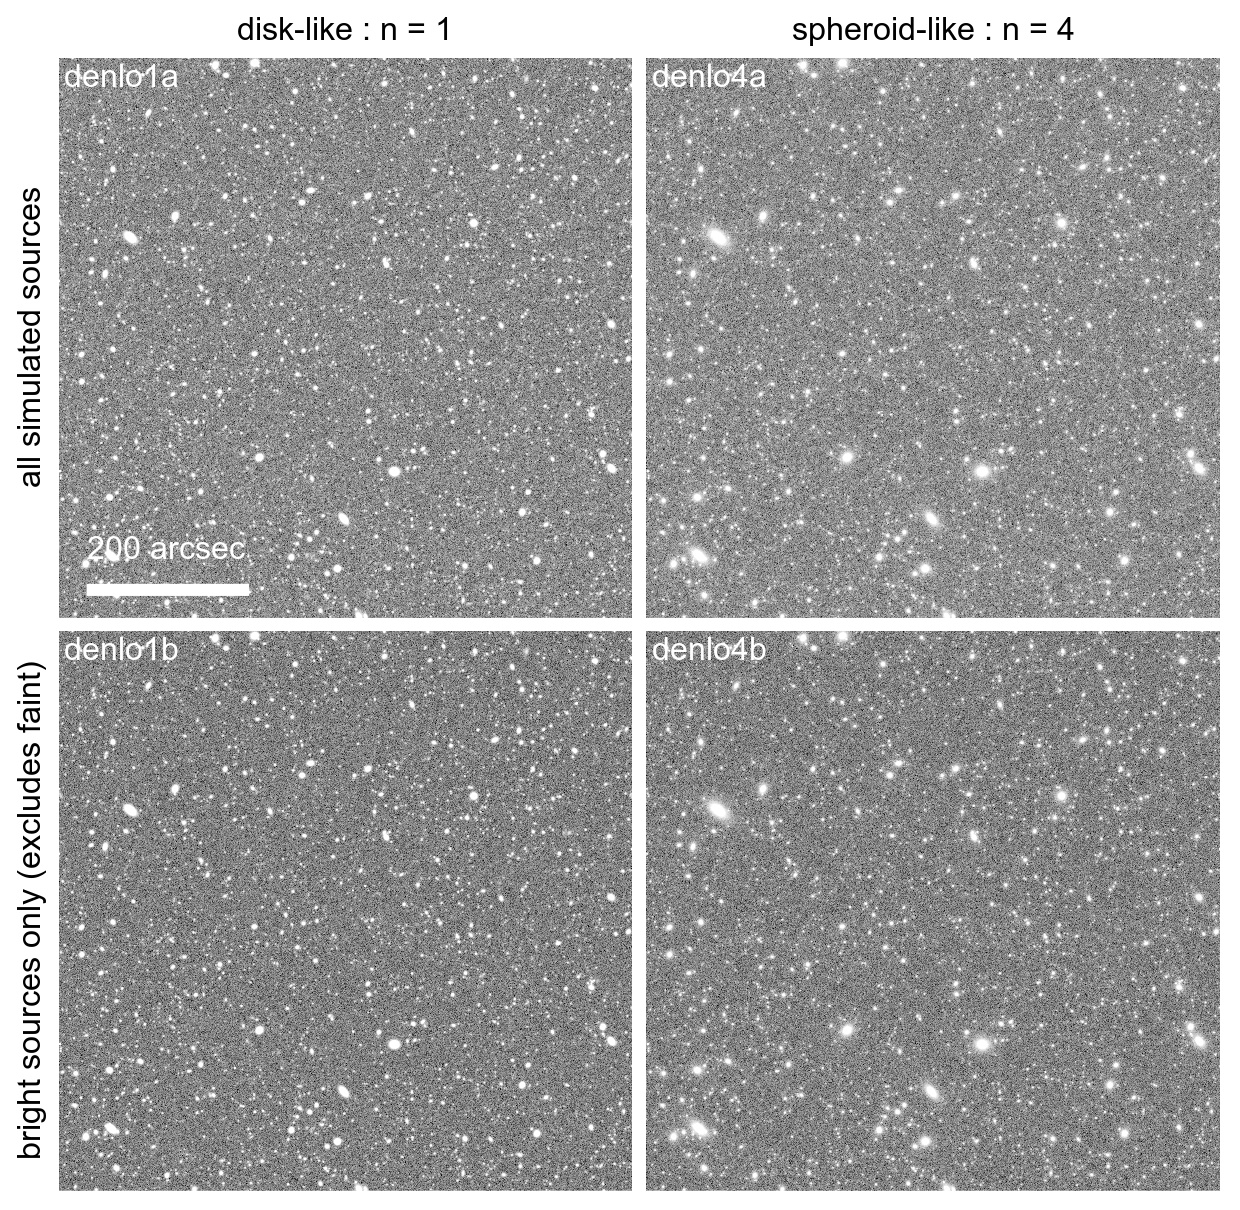 disk-like : n = 1
spheroid-like : n = 4
all simulated sources
denlo1a
denlo4a
200 arcsec
bright sources only (excludes faint)
denlo1b
denlo4b